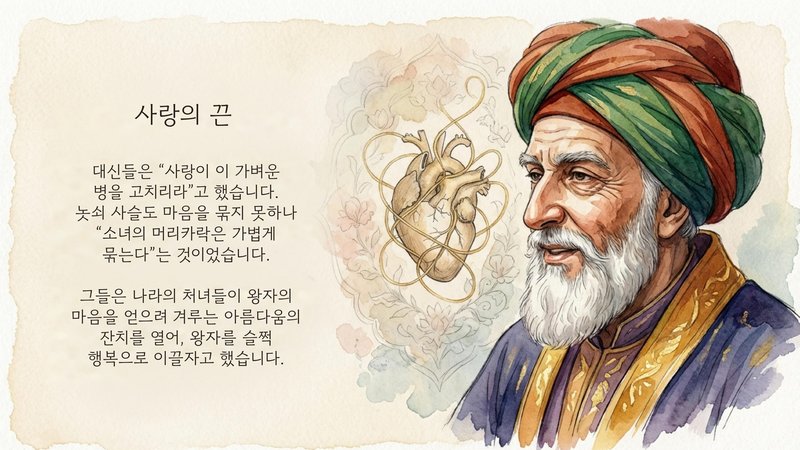 사랑의 끈
대신들은 “사랑이 이 가벼운
병을 고치리라”고 했습니다.
놋쇠 사슬도 마음을 묶지 못하나
“소녀의 머리카락은 가볍게
묶는다”는 것이었습니다.
그들은 나라의 처녀들이 왕자의
마음을 얻으려 겨루는 아름다움의
잔치를 열어, 왕자를 슬쩍
행복으로 이끌자고 했습니다.